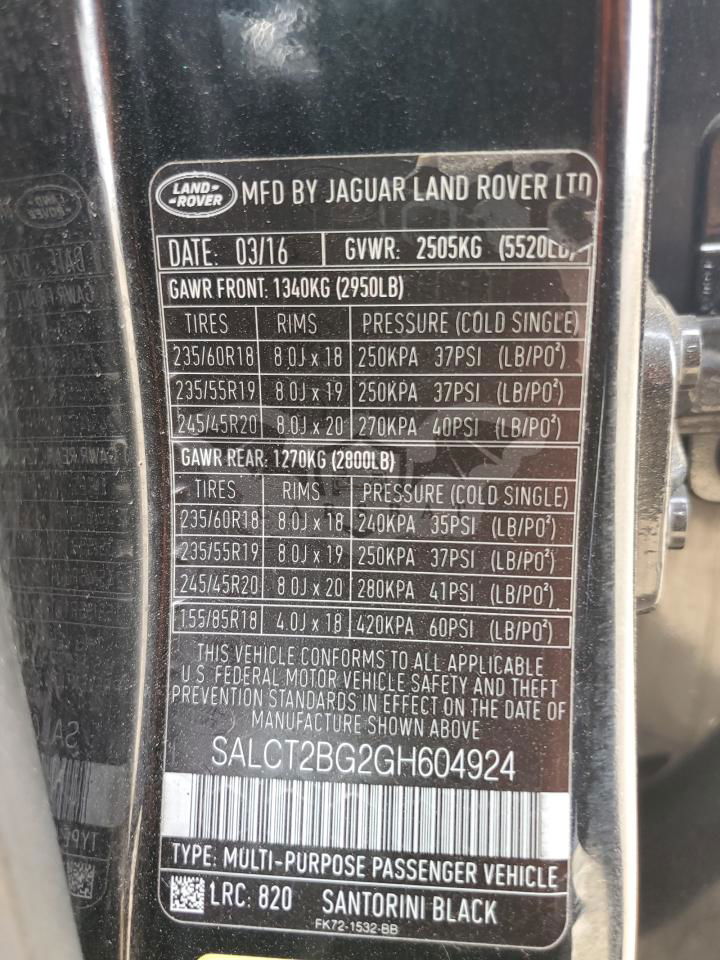 LAND-
-ROVER
MFD BY JAGUAR LAND ROVER LTD
DATE: 03/16 GVWR: 2505KG (5520LB)
GAWR FRONT: 1340KG (2950LB)
TIRES RIMS PRESSURE (COLD SINGLE)
235/60R18 8.0J x 18 250KPA 37PSI (LB/PO²)
235/55R19 8.0J x 19 250KPA 37PSI (LB/PO²)
245/45R20 8.0J x 20 270KPA 40PSI (LB/PO²)
GAWR REAR: 1270KG (2800LB)
TIRES RIMS PRESSURE (COLD SINGLE)
235/60R18 8.0J x 18 240KPA 35PSI (LB/PO²)
235/55R19 8.0J x 19 250KPA 37PSI (LB/PO²)
245/45R20 8.0J x 20 280KPA 41PSI (LB/PO²)
155/85R18 4.0J x 18 420KPA 60PSI (LB/PO²)
THIS VEHICLE CONFORMS TO ALL APPLICABLE
U.S FEDERAL MOTOR VEHICLE SAFETY AND THEFT
PREVENTION STANDARDS IN EFFECT ON THE DATE OF
MANUFACTURE SHOWN ABOVE
SALCT2BG2GH604924
TYPE: MULTI-PURPOSE PASSENGER VEHICLE
LRC: 820 SANTORINI BLACK
FK72-1532-BB